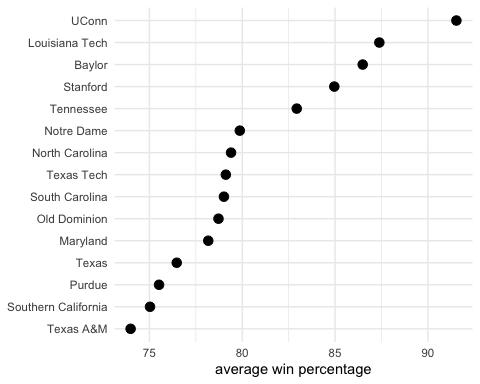 UConn
Louisiana Tech
Baylor
Stanford
Tennessee
Notre Dame
North Carolina
Texas Tech
South Carolina
Old Dominion
Maryland
Texas
Purdue
Southern California
Texas A&M
75 80 85 90
average win percentage